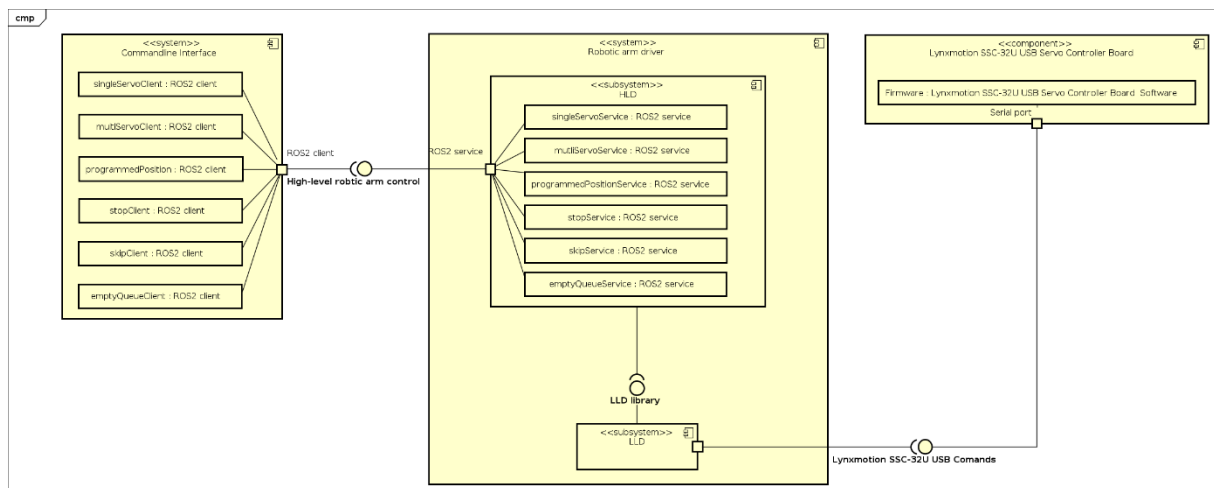 cmp
<<system>>
Commandline Interface
singleServoClient : ROS2 client
mutlServoClient : ROS2 client
programmedPosition : ROS2 client
stopClient : ROS2 client
skipClient : ROS2 client
emptyQueueClient : ROS2 client
ROS2 client
High-level robtic arm control
ROS2 service
<<system>>
Robotic arm driver
<<subsystem>>
HLD
singleServoService : ROS2 service
mutliServoService : ROS2 service
programmedPositionService : ROS2 service
stopService : ROS2 service
skipService : ROS2 service
emptyQueueService : ROS2 service
LLD library
<<subsystem>>
LLD
Lynxmotion SSC-32U USB Comands
<<component>>
Lynxmotion SSC-32U USB Servo Controller Board
Firmware : Lynxmotion SSC-32U USB Servo Controller Board Software
Serial port